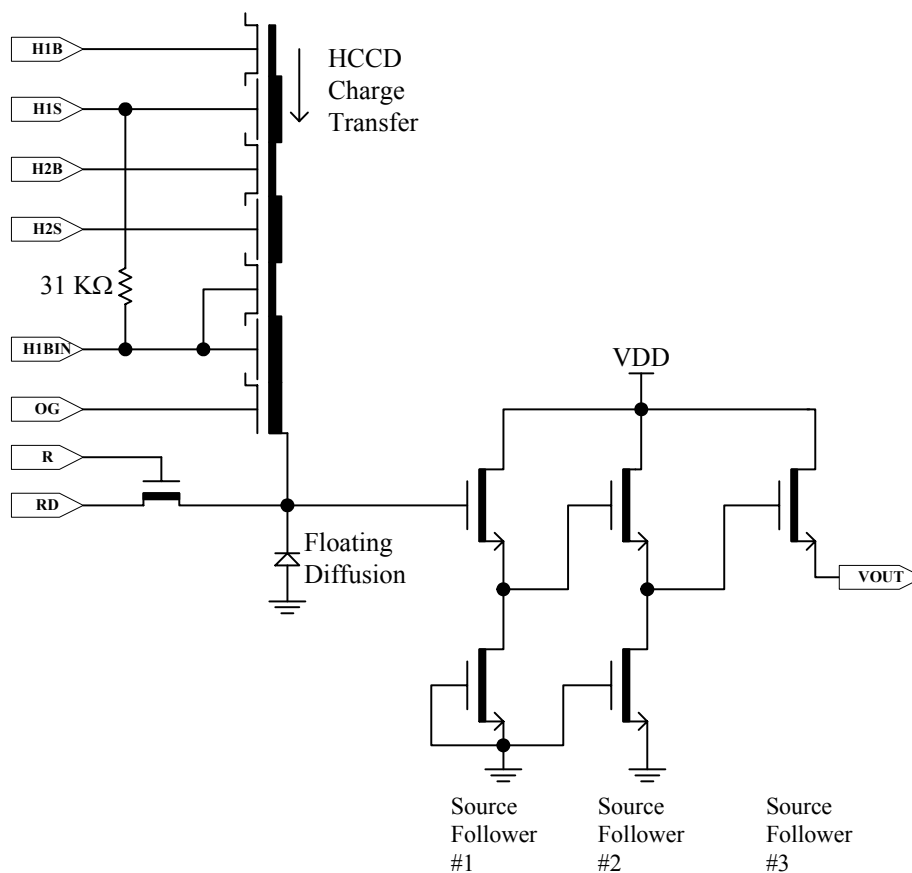 H1B
HCCD
Charge
Transfer
H1S
H2B
H2S
31 KΩ
H1BIN
VDD
OG
R
RD
Floating
Diffusion
VOUT
Source
Follower
#1
Source
Follower
#2
Source
Follower
#3